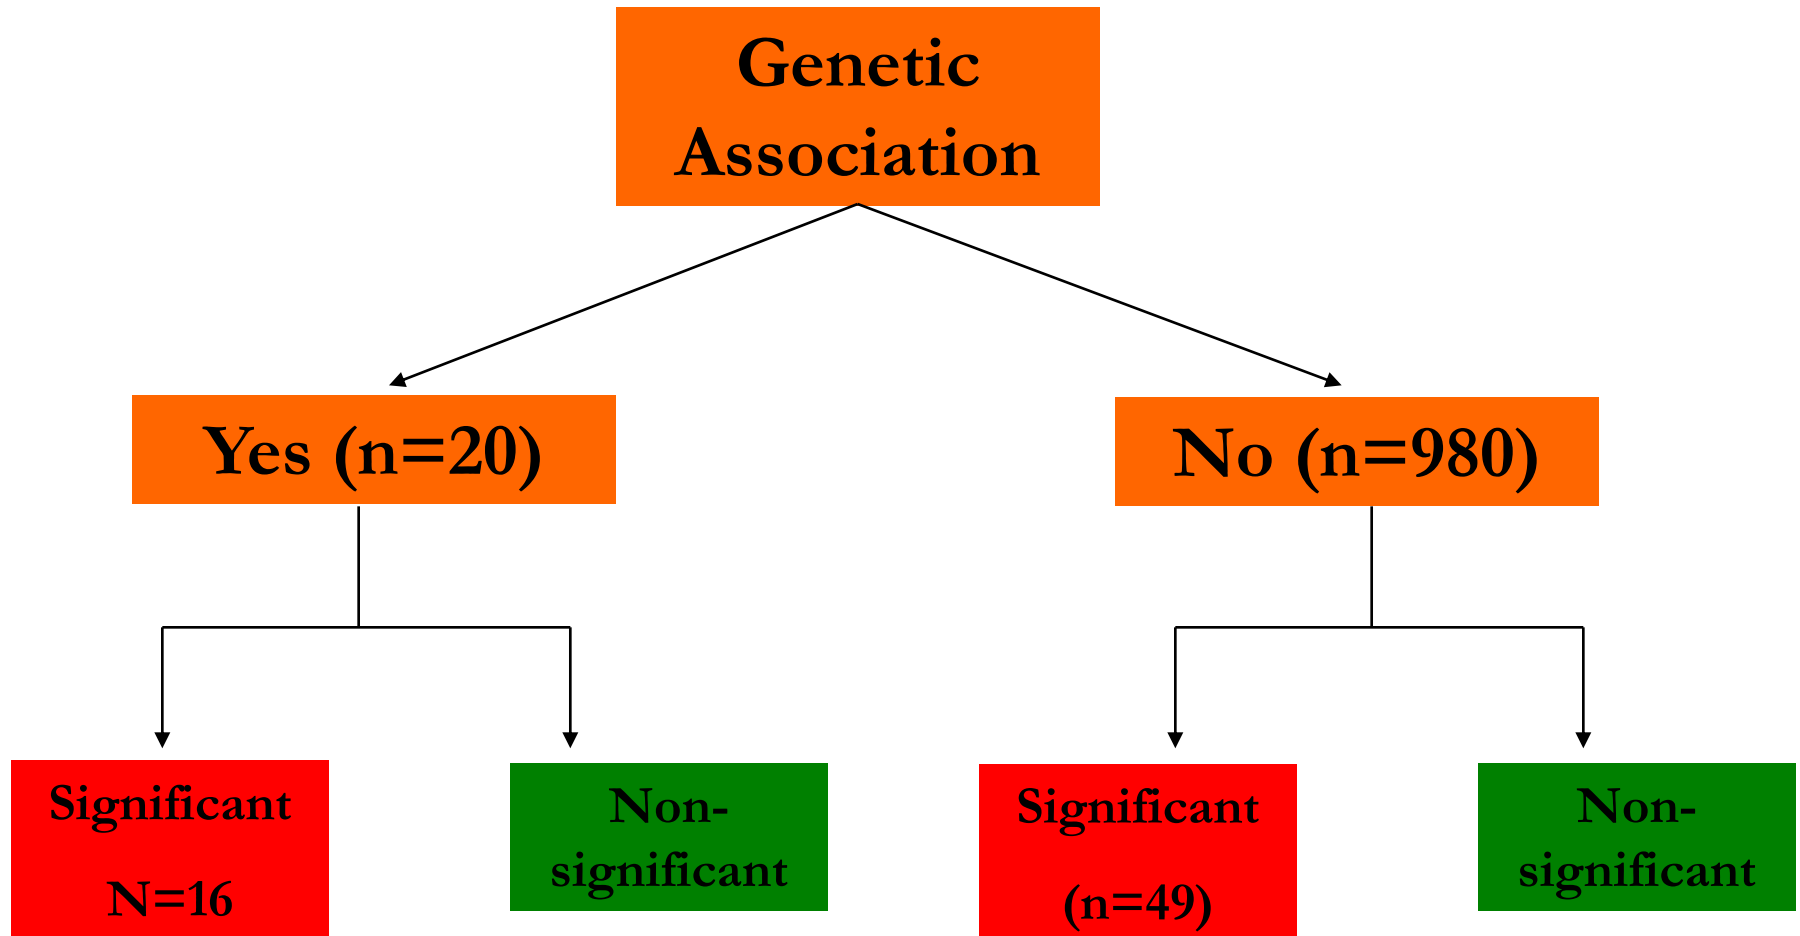 Genetic
Association
Yes (n=20)
No (n=980)
Significant
N=16
Non-
significant
Significant
(n=49)
Non-
significant